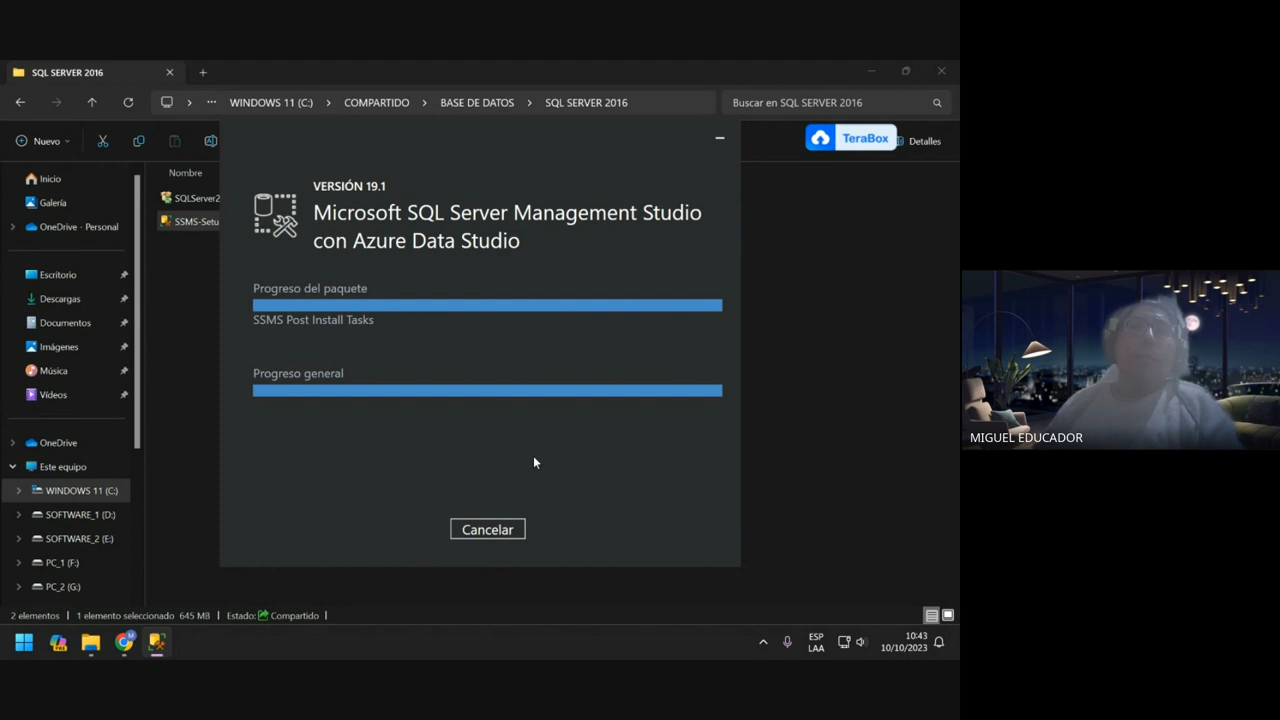 SQL SERVER 2016
WINDOWS 11 (C:) COMPARTIDO BASE DE DATOS SQL SERVER 2016
Buscar en SQL SERVER 2016
Nuevo
TeraBox
Detalles
Inicio
Galería
OneDrive - Personal
Escritorio
Descargas
Documentos
Imágenes
Música
Vídeos
OneDrive
Este equipo
WINDOWS 11 (C:)
SOFTWARE_1 (D:)
SOFTWARE_2 (E:)
PC_1 (F:)
PC_2 (G:)
Nombre
SQLServer2
SSMS-Setu
VERSIÓN 19.1
Microsoft SQL Server Management Studio
con Azure Data Studio
Progreso del paquete
SSMS Post Install Tasks
Progreso general
Cancelar
MIGUEL EDUCADOR
2 elementos 1 elemento seleccionado 645 MB Estado: Compartido
ESP
LAA
10:43
10/10/2023